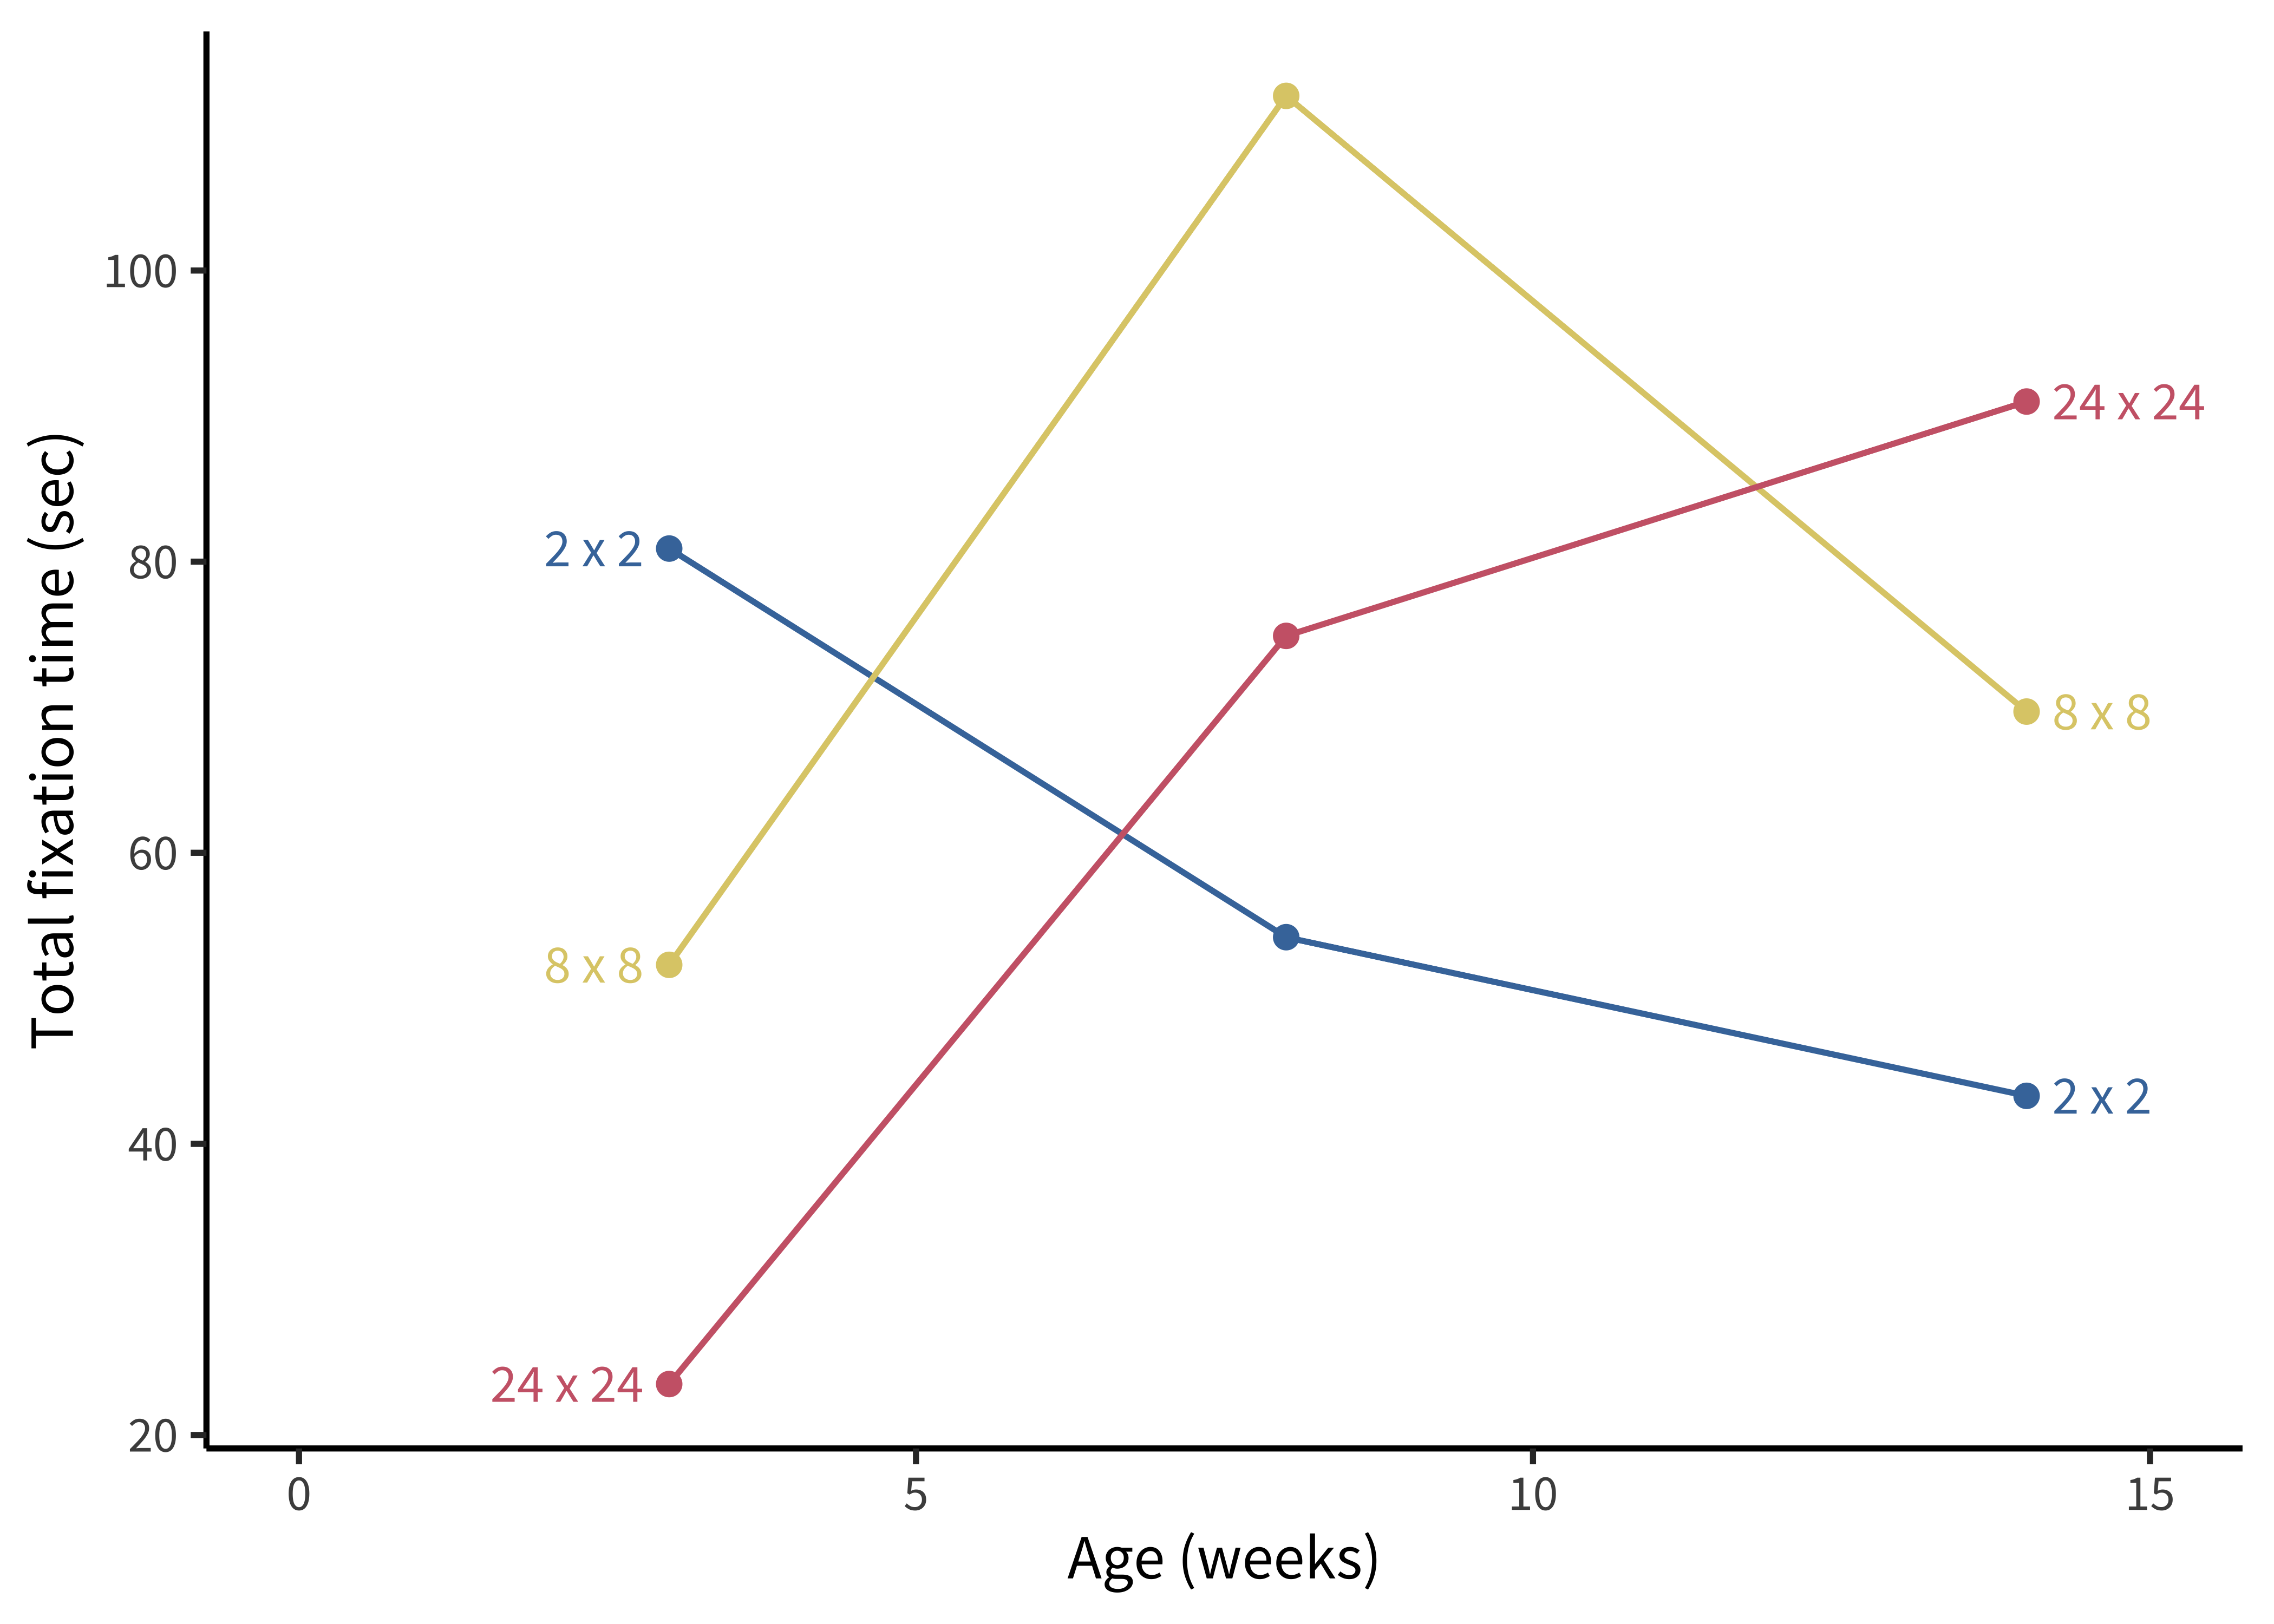 Total fixation time (sec)
100
80
60
40
20
2 x 2
8 x 8
24 x 24
24 x 24
8 x 8
2 x 2
0
5
10
15
Age (weeks)